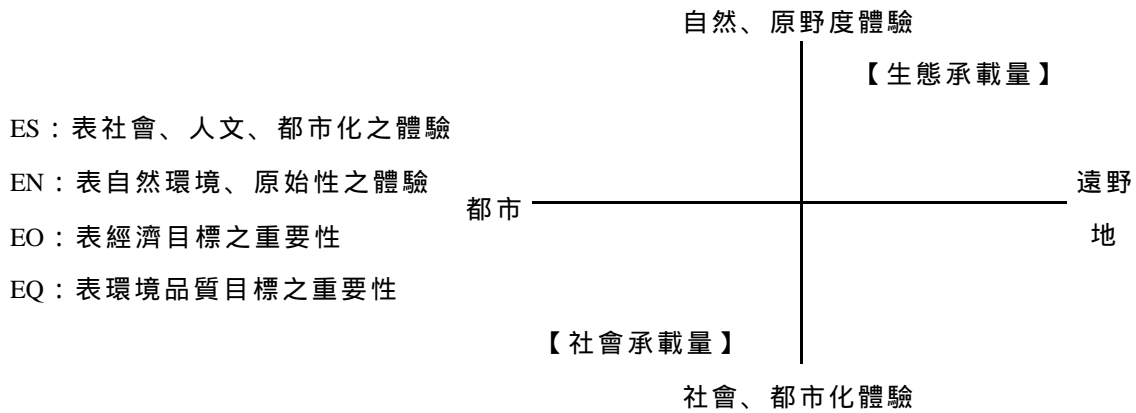 自然、原野度體驗
【生態承載量】
ES：表社會、人文、都市化之體驗
EN：表自然環境、原始性之體驗
遠野
都市
地
EO：表經濟目標之重要性
EQ：表環境品質目標之重要性
【社會承載量】
社會、都市化體驗